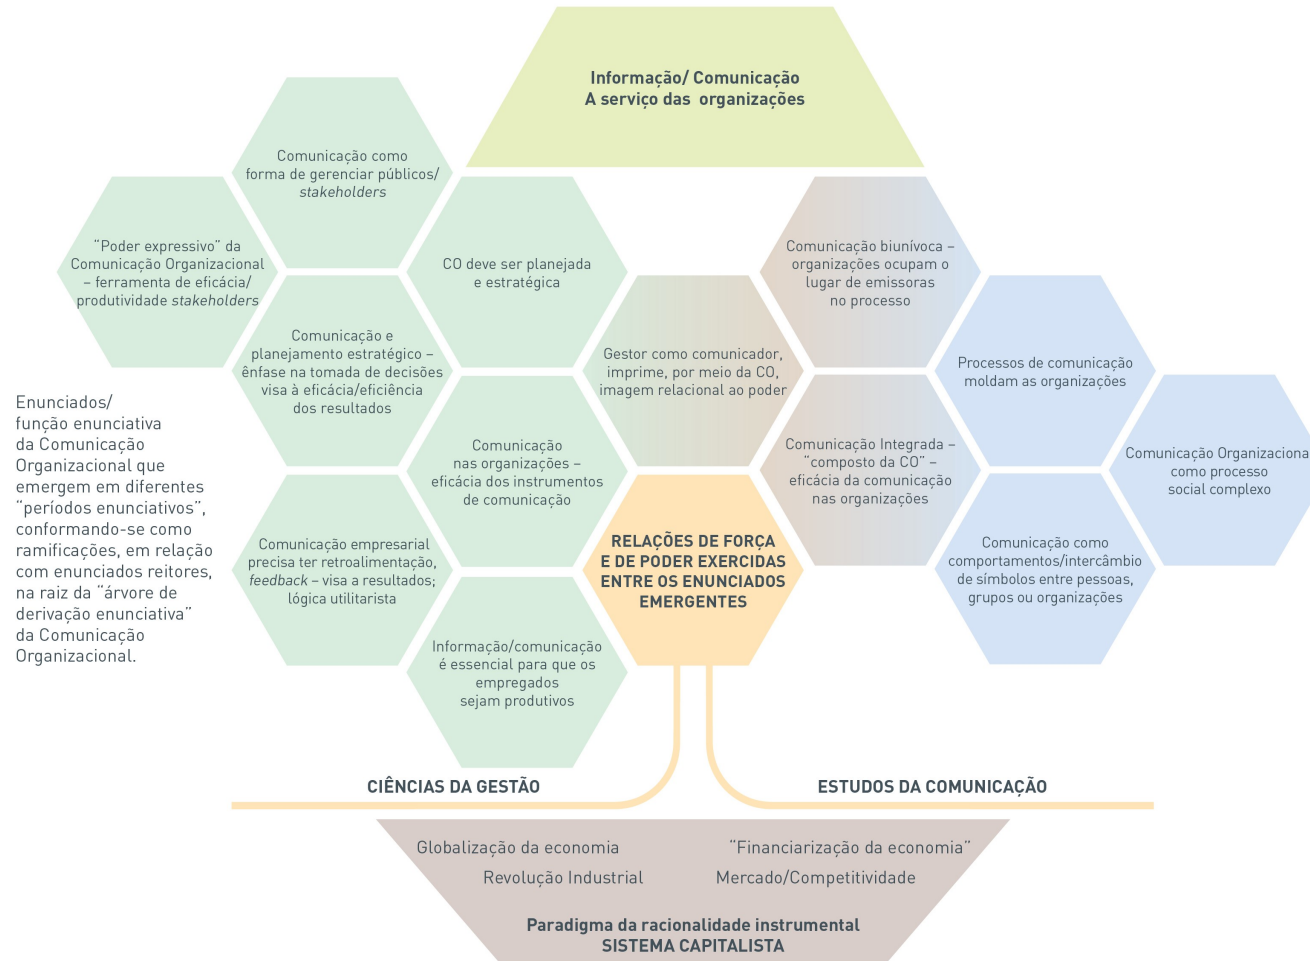 Informação/ Comunicação
A serviço das organizações
Comunicação como
forma de gerenciar públicos/
stakeholders
“Poder expressivo” da
Comunicação Organizacional
– ferramenta de eficácia/
produtividade stakeholders
CO deve ser planejada
e estratégica
Comunicação biunívoca –
organizações ocupam o
lugar de emissoras
no processo
Comunicação e
planejamento estratégico –
ênfase na tomada de decisões
visa à eficácia/eficiência
dos resultados
Gestor como comunicador,
imprime, por meio da CO,
imagem relacional ao poder
Processos de comunicação
moldam as organizações
Enunciados/
função enunciativa
da Comunicação
Organizacional que
emergem em diferentes
“períodos enunciativos”,
conformando-se como
ramificações, em relação
com enunciados reitores,
na raiz da “árvore de
derivação enunciativa”
da Comunicação
Organizacional.
Comunicação
nas organizações –
eficácia dos instrumentos
de comunicação
Comunicação Integrada –
“composto da CO” –
eficácia da comunicação
nas organizações
Comunicação Organizaciona
como processo
social complexo
Comunicação empresarial
precisa ter retroalimentação,
feedback – visa a resultados;
lógica utilitarista
RELAÇÕES DE FORÇA
E DE PODER EXERCIDAS
ENTRE OS ENUNCIADOS
EMERGENTES
Comunicação como
comportamentos/intercâmbio
de símbolos entre pessoas,
grupos ou organizações
Informação/comunicação
é essencial para que os
empregados
sejam produtivos
CIÊNCIAS DA GESTÃO
ESTUDOS DA COMUNICAÇÃO
Globalização da economia
“Financiarização da economia”
Revolução Industrial
Mercado/Competitividade
Paradigma da racionalidade instrumental
SISTEMA CAPITALISTA